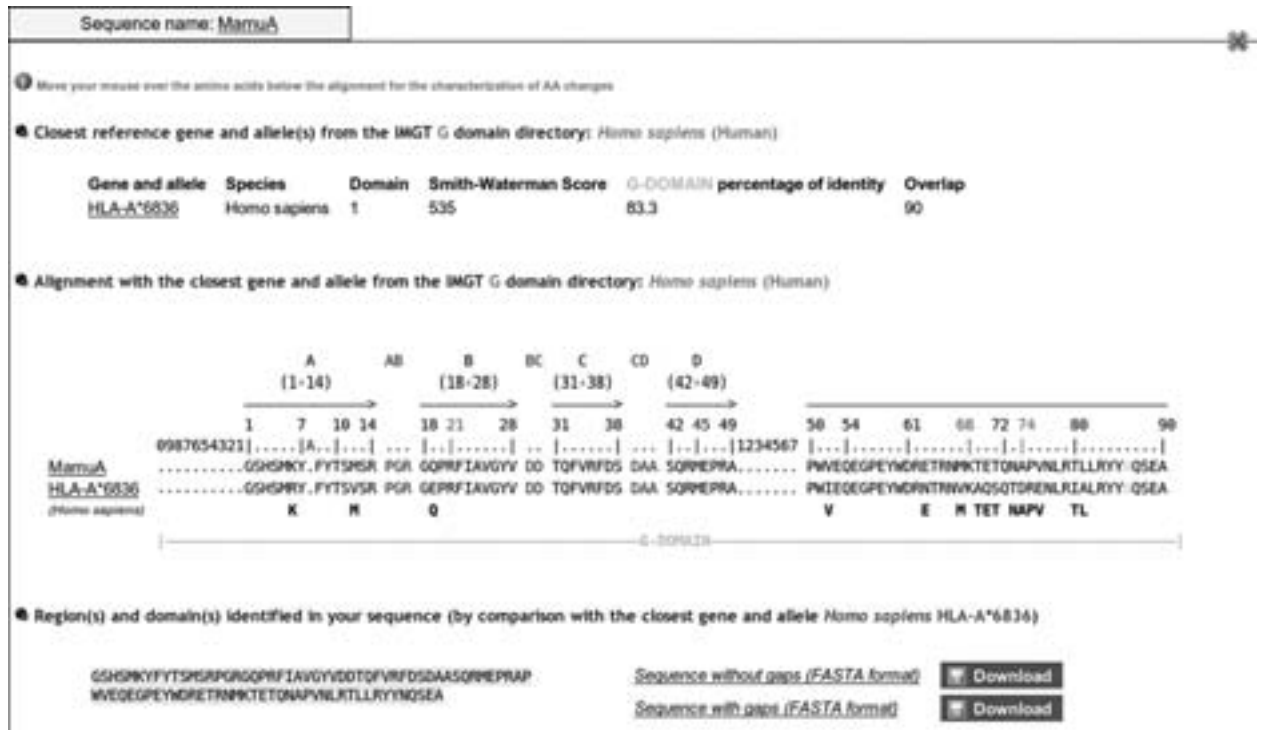 Sequence name: MamuA
Move your mouse over the amino acids below the alignment for the characterization of AA changes
Closest reference gene and allele(s) from the IMGT G domain directory: Homo sapiens (Human)
Gene and allele Species Domain Smith-Waterman Score G-DOMAIN percentage of identity Overlap
HLA-A*6836 Homo sapiens 1 535 83.3 90
Alignment with the closest gene and allele from the IMGT G domain directory: Homo sapiens (Human)
A AB B BC C CD D
(1-14) (18-28) (31-38) (42-49)
1 7 10 14 18 21 28 31 38 42 45 49 50 54 61 68 72 74 80 90
0987654321|.....|A..|...| ... |..|......| .. |......| ... |..|...|1234567 |...|......|......|...|.|.....|.........|
MamuA ..........GSHSMKY.FYTSMSR PGR GQPRFIAVGYV DD TQFVRFDS DAA SQRMEPRA....... PWVEQEGPEYWDRETRNMKTETQNAPVNLRTLLRYY QSEA
HLA-A*6836 ..........GSHSMRY.FYTSVSR PGR GEPRFIAVGYV DD TQFVRFDS DAA SQRMEPRA....... PWIEQEGPEYWDRNTRNVKAQSQTDRENLRIALRYY QSEA
(Homo sapiens) K M Q V E M TET NAPV TL
G-DOMAIN
Region(s) and domain(s) identified in your sequence (by comparison with the closest gene and allele Homo sapiens HLA-A*6836)
GSHSMKYFYTSMSRPGRGQPRFIAVGYVDDTQFVRFDSDAASQRMEPRAP
WVEQEGPEYWDRETRNMKTETQNAPVNLRTLLRYYNQSEA
Sequence without gaps (FASTA format) Download
Sequence with gaps (FASTA format) Download